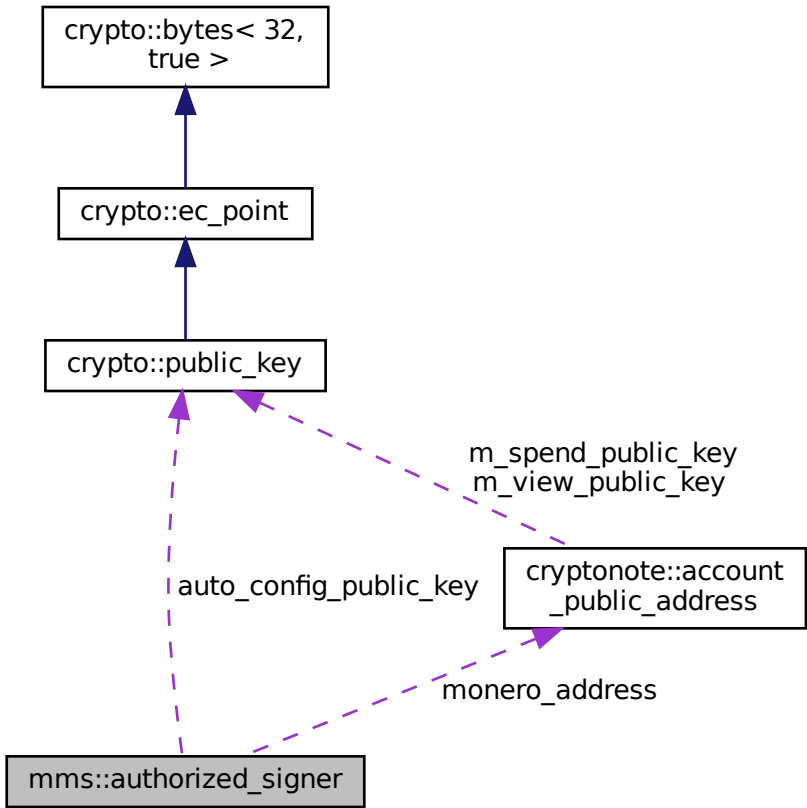 crypto::bytes< 32,
true >
crypto::ec_point
crypto::public_key
m_spend_public_key
m_view_public_key
cryptonote::account
_public_address
auto_config_public_key
monero_address
mms::authorized_signer